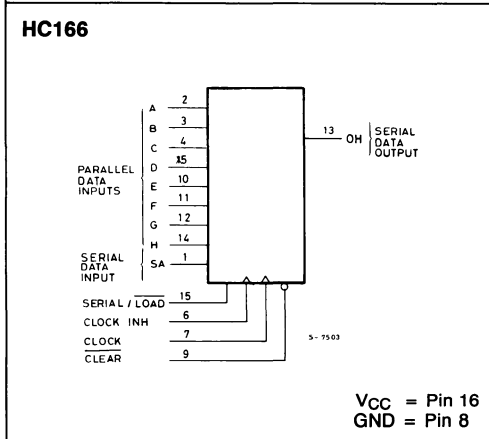 HC166
A 2
B 3
C 4
D 15
E 10
F 11
G 12
H 14
PARALLEL
DATA
INPUTS
SERIAL
DATA
INPUT
SA 1
SERIAL / LOAD 15
CLOCK INH 6
CLOCK 7
CLEAR 9
13 OH SERIAL
DATA
OUTPUT
S-7503
VCC = Pin 16
GND = Pin 8